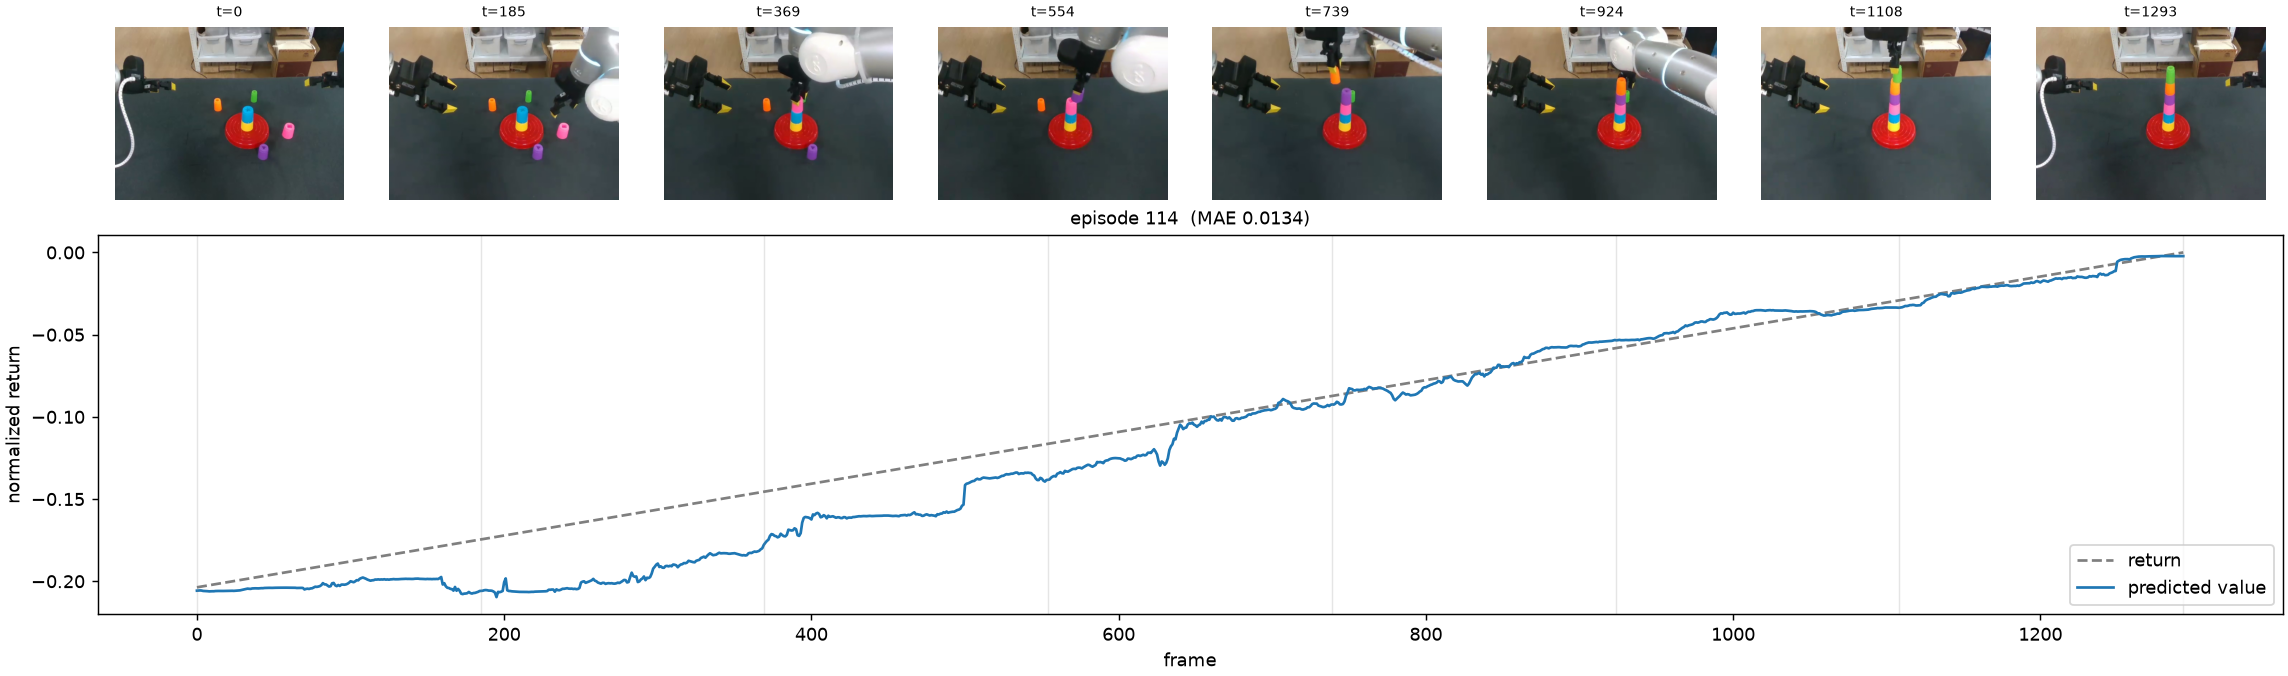 t=0
t=185
t=369
t=554
t=739
t=924
t=1108
t=1293
episode 114  (MAE 0.0134)
normalized return
0.00
−0.05
−0.10
−0.15
−0.20
0
200
400
600
800
1000
1200
frame
return
predicted value